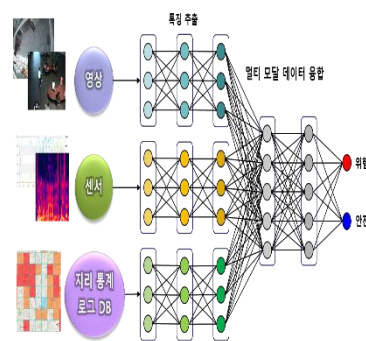 특징 추출
영상
멀티 모달 데이터 융합
센서
위험
안전
지리 통계
로그 DB